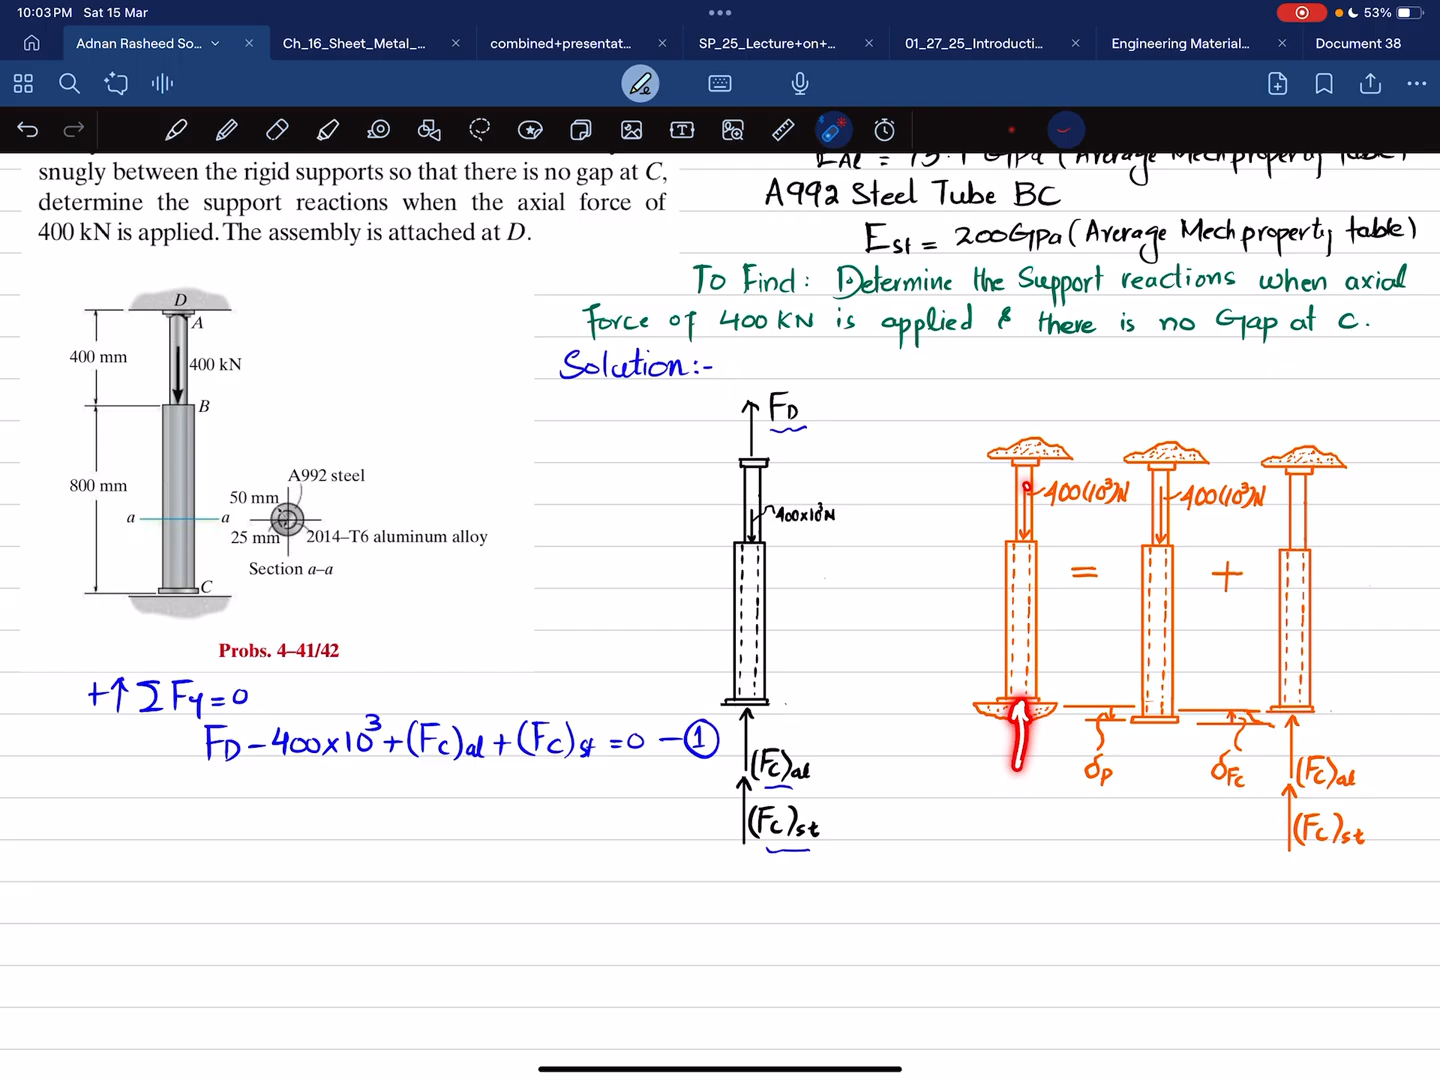 10:03 PM Sat 15 Mar
53%
Adnan Rasheed So...
Ch_16_Sheet_Metal_...
combined+presentat...
SP_25_Lecture+on+...
01_27_25_Introducti...
Engineering Material...
Document 38
snugly between the rigid supports so that there is no gap at C,
determine the support reactions when the axial force of
400 kN is applied. The assembly is attached at D.
(Average Mech property table)
A992 Steel Tube BC
Est = 200GPa (Average Mech property table)
To Find: Determine the Support reactions when axial
force of 400 KN is applied & there is no Gap at C.
Solution:-
D
A
400 mm
400 kN
B
800 mm
A992 steel
50 mm
a
a
25 mm
2014–T6 aluminum alloy
Section a–a
C
Probs. 4–41/42
FD
400x10³N
(Fc)al
(Fc)st
400(10³)N
=
400(10³)N
+
δP
δFc
(Fc)al
(Fc)st
+↑ ΣFy=0
FD - 400x10³ + (Fc)al + (Fc)st = 0 - ①